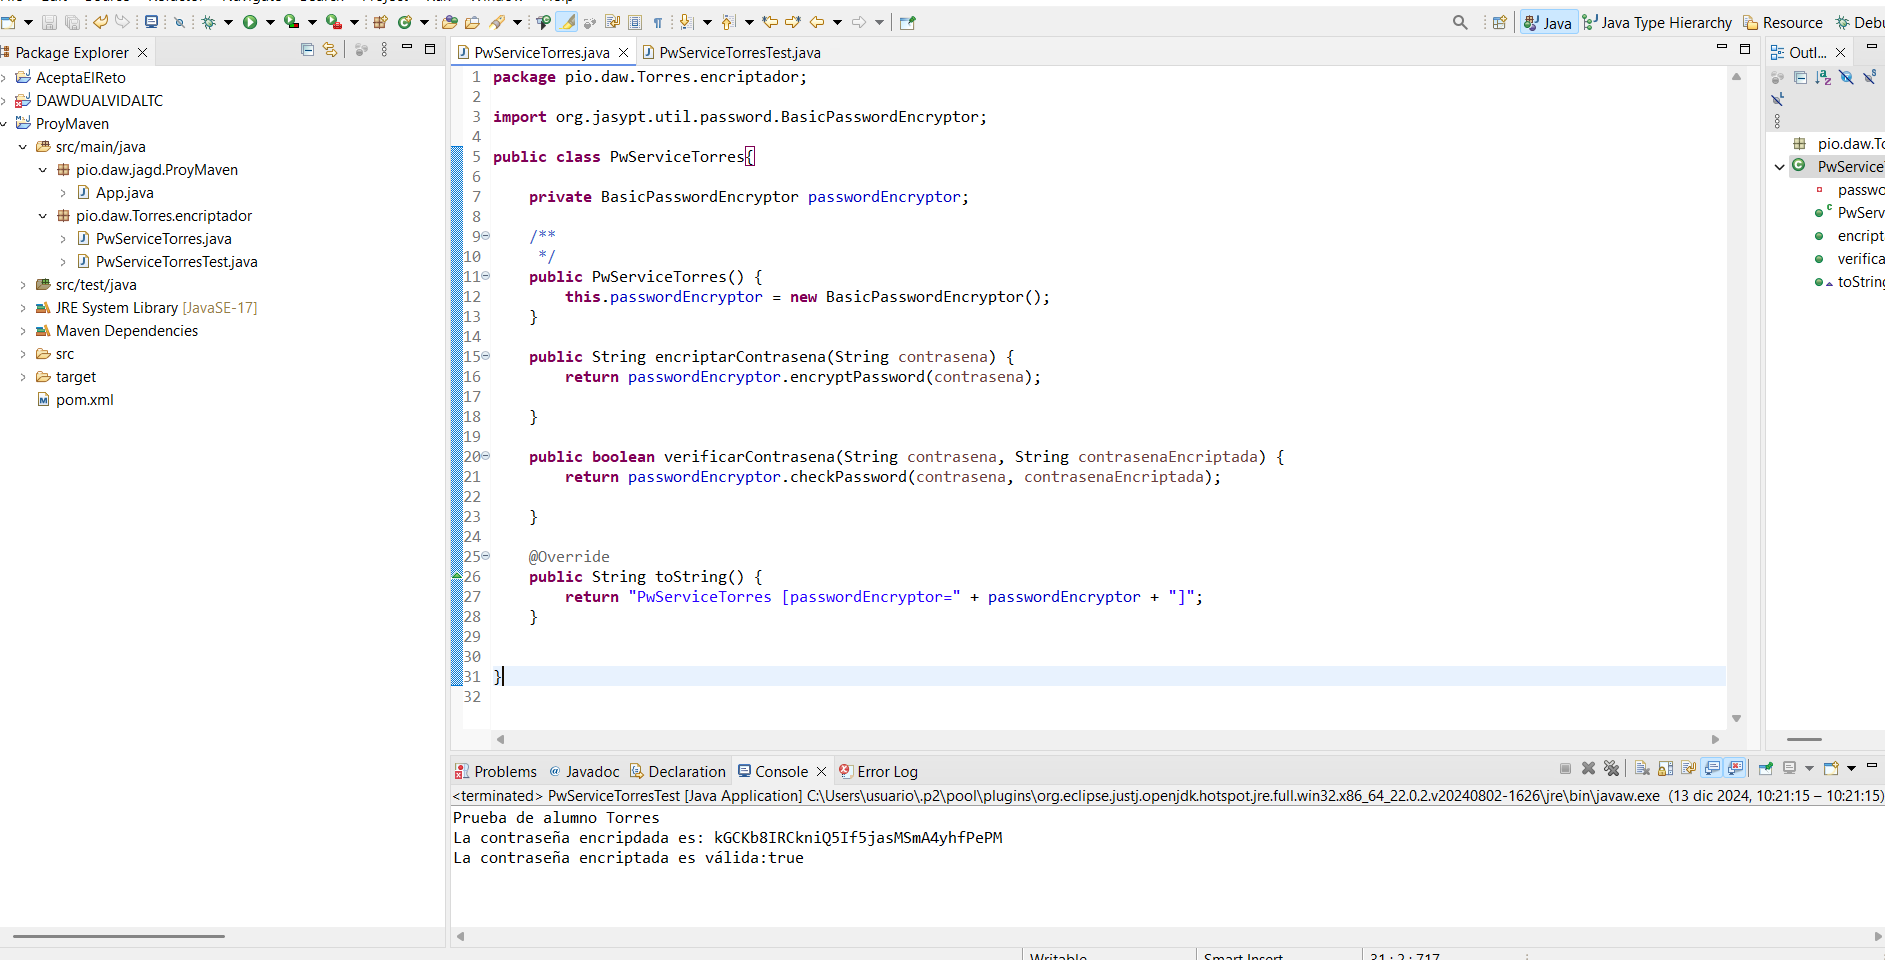 Java
Java Type Hierarchy
Resource
Package Explorer
AceptaElReto
DAWDUALVIDALTC
ProyMaven
src/main/java
pio.daw.jagd.ProyMaven
App.java
pio.daw.Torres.encriptador
PwServiceTorres.java
PwServiceTorresTest.java
src/test/java
JRE System Library [JavaSE-17]
Maven Dependencies
src
target
pom.xml
PwServiceTorres.java
PwServiceTorresTest.java
1 package pio.daw.Torres.encriptador;
2
3 import org.jasypt.util.password.BasicPasswordEncryptor;
4
5 public class PwServiceTorres{
6
7 private BasicPasswordEncryptor passwordEncryptor;
8
9 /**
10 */
11 public PwServiceTorres() {
12 this.passwordEncryptor = new BasicPasswordEncryptor();
13 }
14
15 public String encriptarContrasena(String contrasena) {
16 return passwordEncryptor.encryptPassword(contrasena);
17
18 }
19
20 public boolean verificarContrasena(String contrasena, String contrasenaEncriptada) {
21 return passwordEncryptor.checkPassword(contrasena, contrasenaEncriptada);
22
23 }
24
25 @Override
26 public String toString() {
27 return "PwServiceTorres [passwordEncryptor=" + passwordEncryptor + "]";
28 }
29
30
31 }
32
Outl...
pio.daw.To
PwService
passwo
PwServ
encript
verifica
toString
Problems
Javadoc
Declaration
Console
Error Log
<terminated> PwServiceTorresTest [Java Application] C:\Users\usuario\.p2\pool\plugins\org.eclipse.justj.openjdk.hotspot.jre.full.win32.x86_64_22.0.2.v20240802-1626\jre\bin\javaw.exe (13 dic 2024, 10:21:15 – 10:21:15)
Prueba de alumno Torres
La contraseña encripdada es: kGCKb8IRCkniQ5If5jasMSmA4yhfPePM
La contraseña encriptada es válida:true
Writable
Smart Insert
31 : 2 : 717